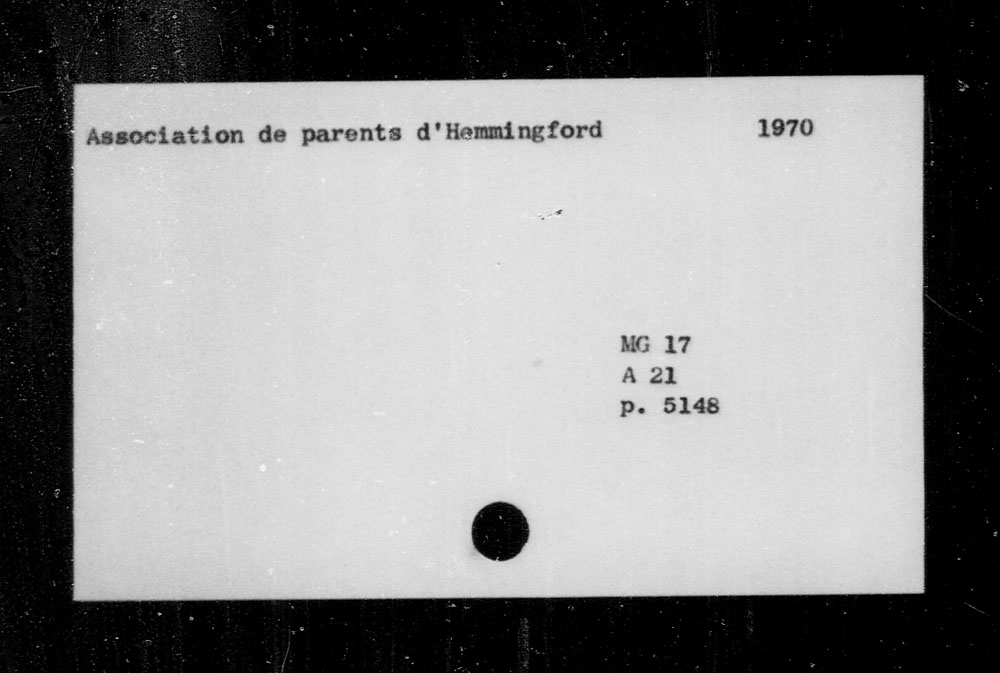 Association de parents d'Hemmingford 1970
MG 17
A 21
p. 5148